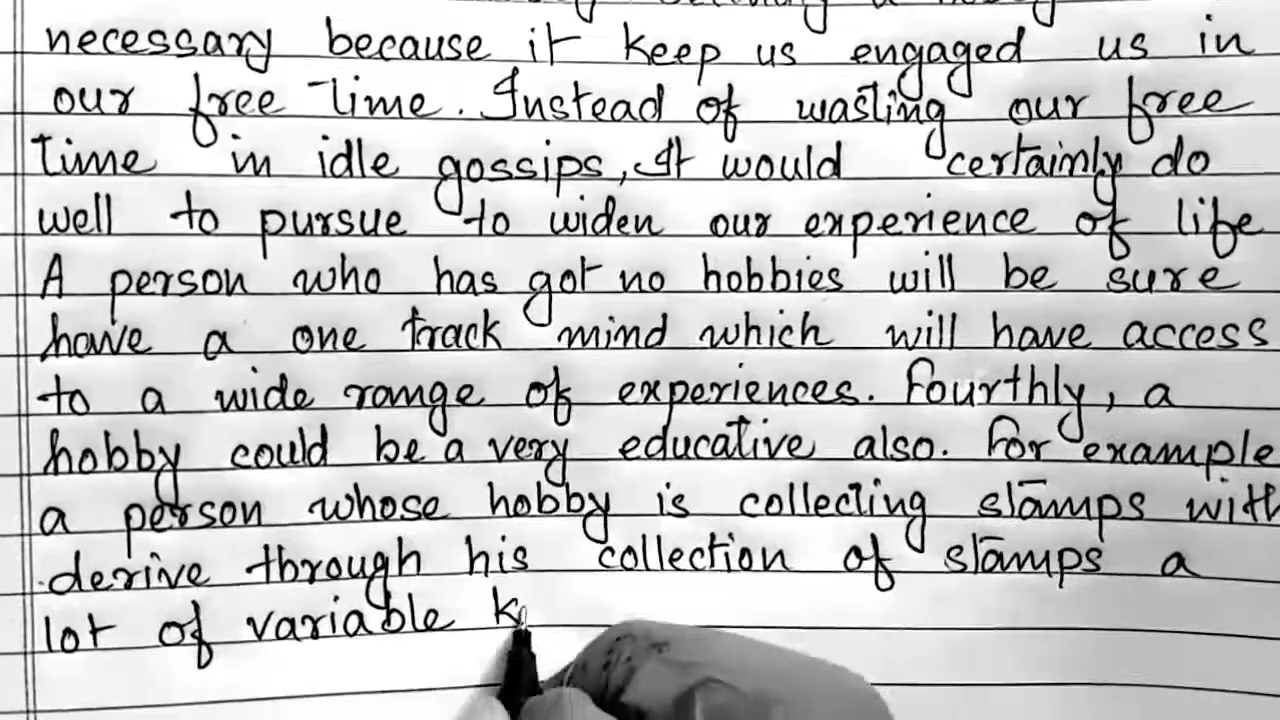 a hobby
necessary because it keep us engaged us in
our free time. Instead of wasting our free
time in idle gossips, It would certainly do
well to pursue to widen our experience of life
A person who has got no hobbies will be sure
have a one track mind which will have access
to a wide range of experiences. Fourthly, a
hobby could be a very educative also. For example
a person whose hobby is collecting stamps with
derive through his collection of stamps a
lot of variable k